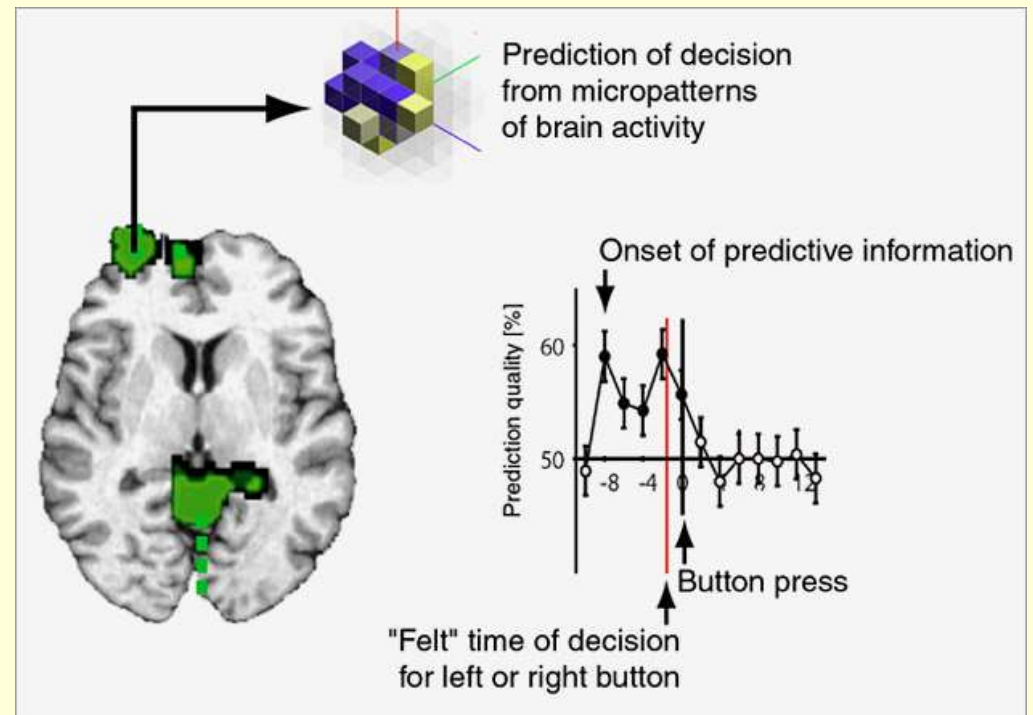 Prediction of decision
from micropatterns
of brain activity
Onset of predictive information
Prediction quality [%]
60
50
-8 -4 0 8 12
Button press
"Felt" time of decision
for left or right button